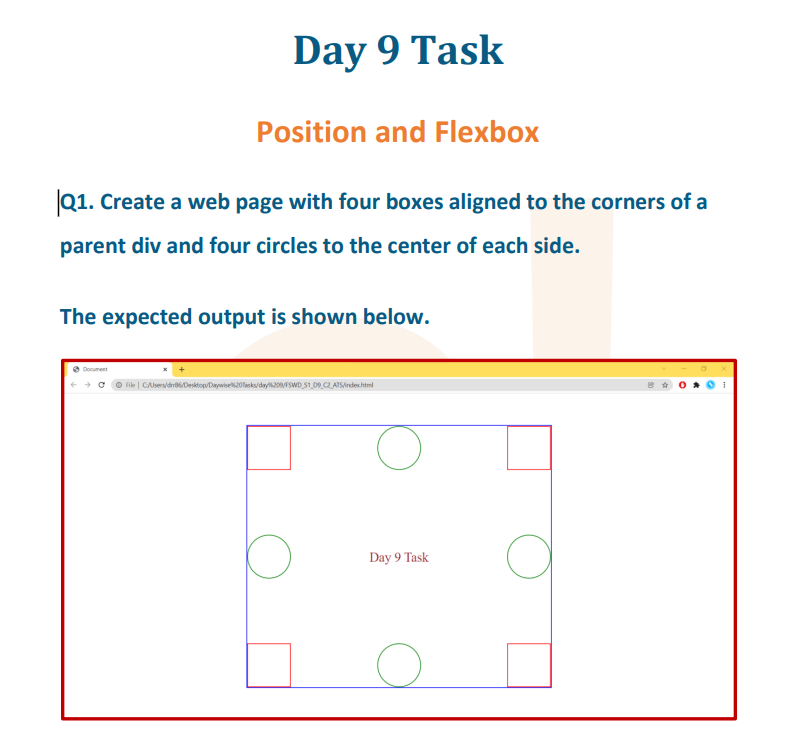 Day 9 Task
Position and Flexbox
Q1. Create a web page with four boxes aligned to the corners of a
parent div and four circles to the center of each side.
The expected output is shown below.
Document
File | C:/Users/drr86/Desktop/Daywise%20Tasks/day%209/FSWD_S1_D9_C2_ATS/index.html
Day 9 Task